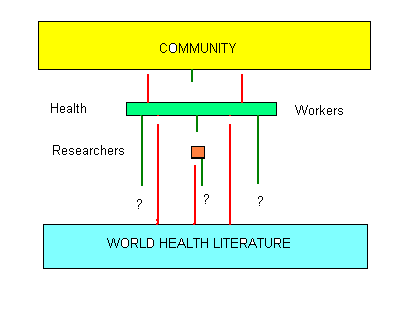 COMMUNITY
Health
Workers
Researchers
? ? ?
WORLD HEALTH LITERATURE